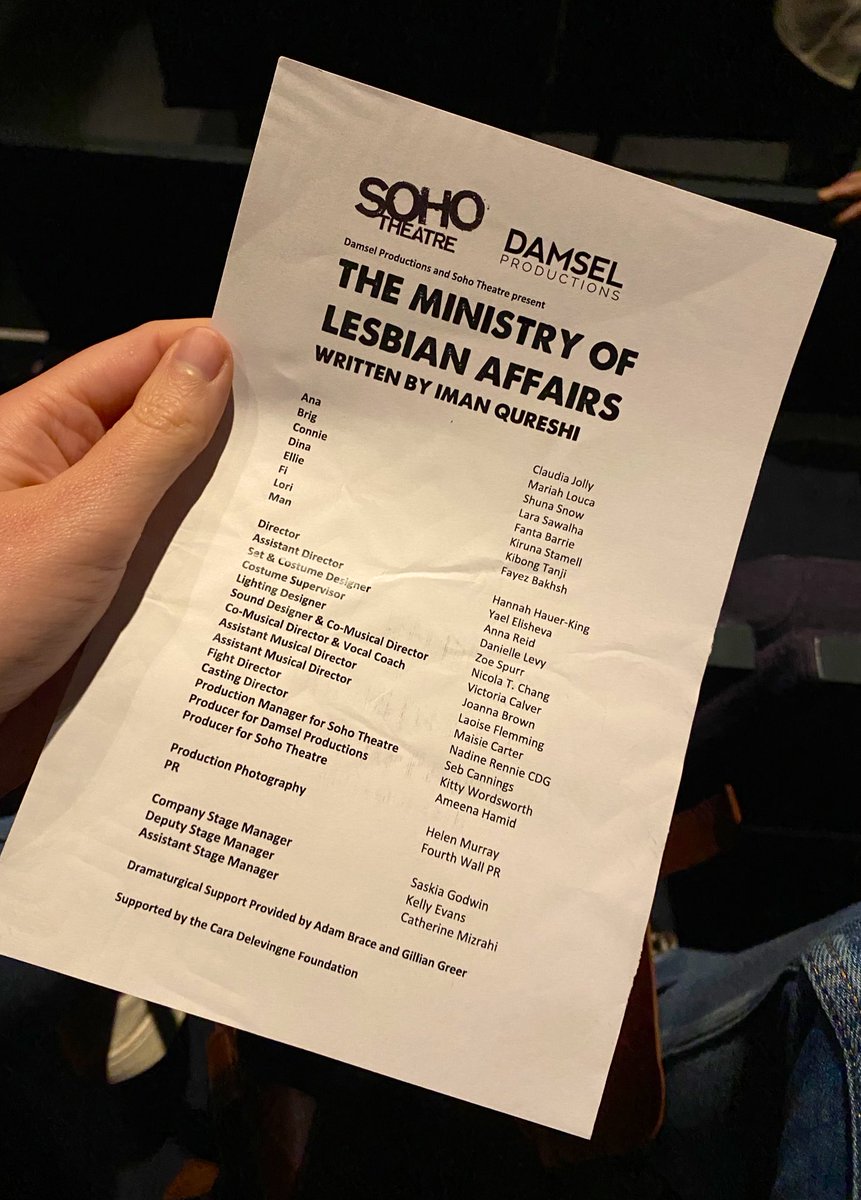 SOHO
THEATRE
DAMSEL
PRODUCTIONS
Damsel Productions and Soho Theatre present
THE MINISTRY OF
LESBIAN AFFAIRS
WRITTEN BY IMAN QURESHI
Ana Claudia Jolly
Brig Mariah Louca
Connie Shuna Snow
Dina Lara Sawalha
Ellie Fanta Barrie
Fi Kiruna Stamell
Lori Kibong Tanji
Man Fayez Bakhsh
Director Hannah Hauer-King
Assistant Director Yael Elisheva
Set & Costume Designer Anna Reid
Costume Supervisor Danielle Levy
Lighting Designer Zoe Spurr
Sound Designer & Co-Musical Director Nicola T. Chang
Co-Musical Director & Vocal Coach Victoria Calver
Assistant Musical Director Joanna Brown
Assistant Musical Director Laoise Flemming
Fight Director Maisie Carter
Casting Director Nadine Rennie CDG
Production Manager for Soho Theatre Seb Cannings
Producer for Damsel Productions Kitty Wordsworth
Producer for Soho Theatre Ameena Hamid
Production Photography Helen Murray
PR Fourth Wall PR
Company Stage Manager Saskia Godwin
Deputy Stage Manager Kelly Evans
Assistant Stage Manager Catherine Mizrahi
Dramaturgical Support Provided by Adam Brace and Gillian Greer
Supported by the Cara Delevingne Foundation